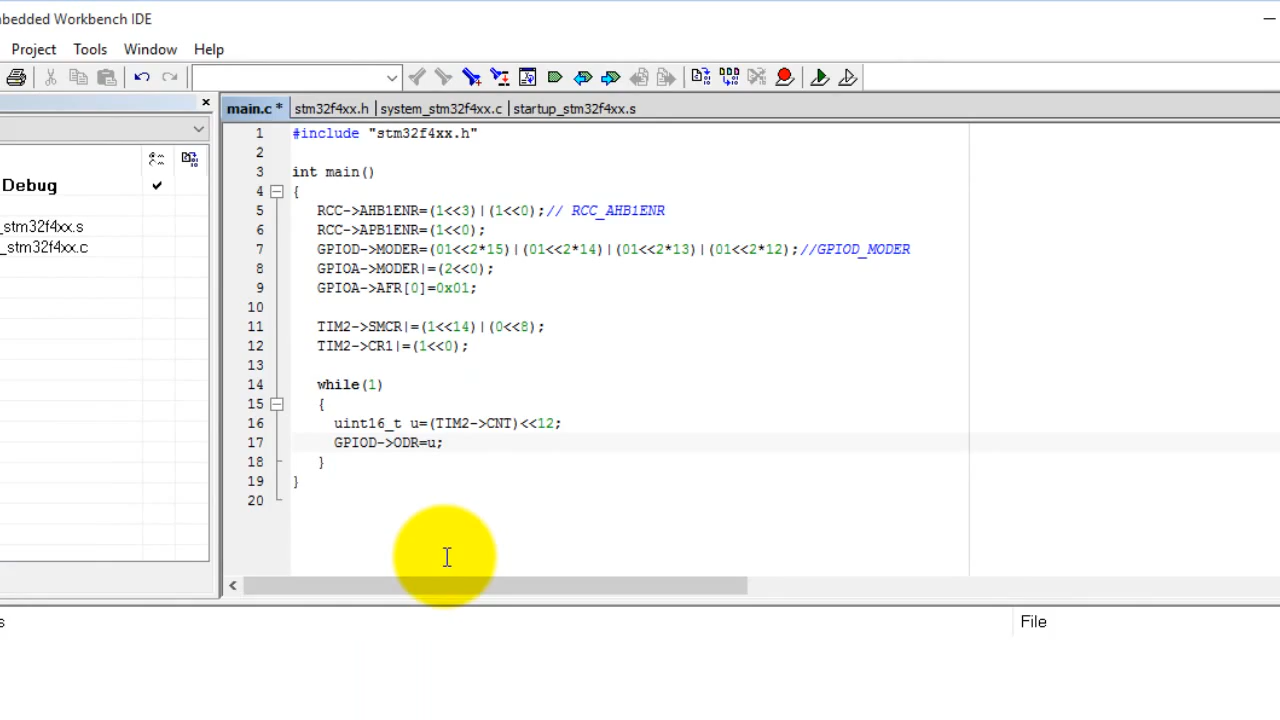 bedded Workbench IDE
Project Tools Window Help
main.c * stm32f4xx.h system_stm32f4xx.c startup_stm32f4xx.s
Debug
_stm32f4xx.s
_stm32f4xx.c
1 #include "stm32f4xx.h"
2
3 int main()
4 {
5 RCC->AHB1ENR=(1<<3)|(1<<0);// RCC_AHB1ENR
6 RCC->APB1ENR=(1<<0);
7 GPIOD->MODER=(01<<2*15)|(01<<2*14)|(01<<2*13)|(01<<2*12);//GPIOD_MODER
8 GPIOA->MODER|=(2<<0);
9 GPIOA->AFR[0]=0x01;
10
11 TIM2->SMCR|=(1<<14)|(0<<8);
12 TIM2->CR1|=(1<<0);
13
14 while(1)
15 {
16 uint16_t u=(TIM2->CNT)<<12;
17 GPIOD->ODR=u;
18 }
19 }
20
s File